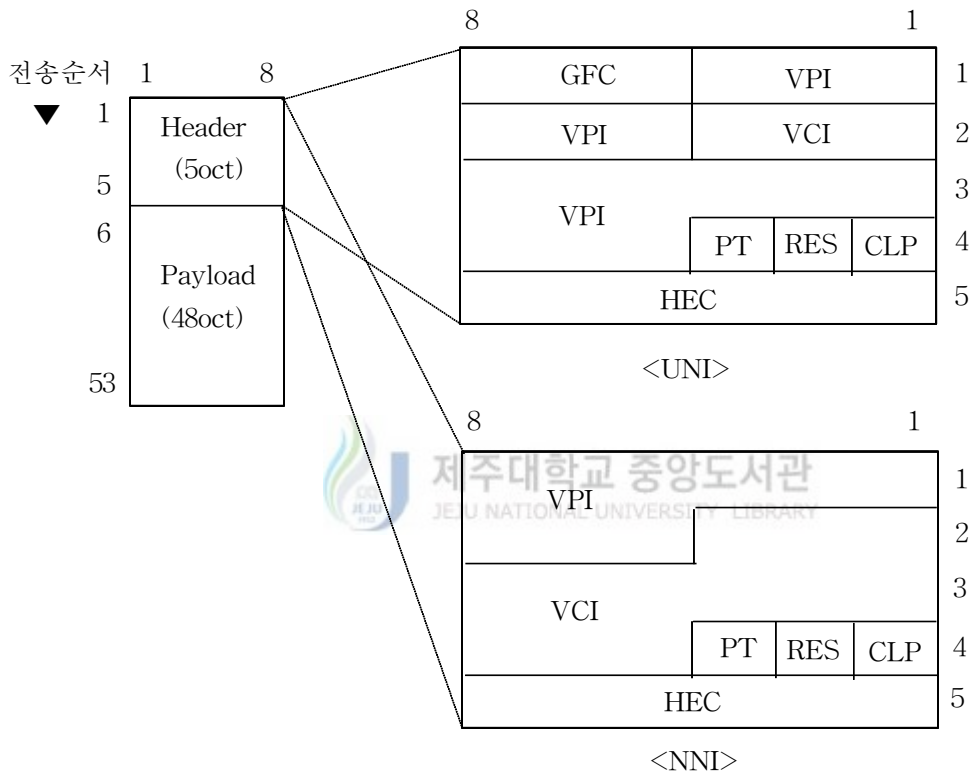 8 1
전송순서 1 8
GFC VPI 1
▼ 1 Header
(5oct)
VPI VCI 2
5
VPI 3
6
PT RES CLP 4
Payload
(48oct)
HEC 5
<UNI>
53
8 1
제주대학교 중앙도서관
JEJU NATIONAL UNIVERSITY LIBRARY
JEJU
1952
VPI 1
2
3
VCI
PT RES CLP 4
HEC 5
<NNI>